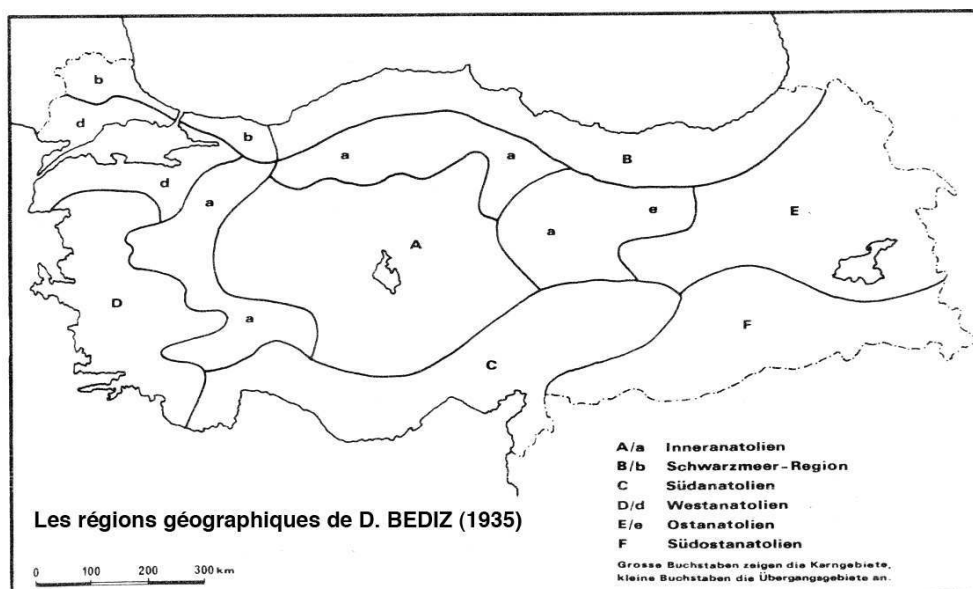 b
d
b
a
a
B
d
a
a
e
E
A
D
a
F
C
A/a Inneranatolien
B/b Schwarzmeer-Region
C Südanatolien
D/d Westanatolien
E/e Ostanatolien
F Südostanatolien
Les régions géographiques de D. BEDIZ (1935)
Grosse Buchstaben zeigen die Kerngebiete,
kleine Buchstaben die Übergangsgebiete an.
0 100 200 300 km